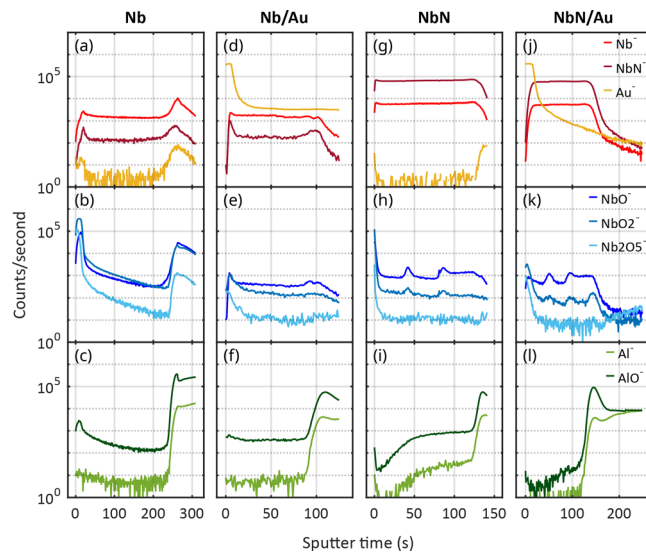 Nb Nb/Au NbN NbN/Au
(a) (d) (g) (j) Nb⁻
NbN⁻
Au⁻
10⁵
10⁰
(b) (e) (h) (k) NbO⁻
NbO2⁻
Nb2O5⁻
10⁵
Counts/second
10⁰
(c) (f) (i) (l) Al⁻
AlO⁻
10⁵
10⁰
0 100 200 300 0 50 100 0 50 100 150 0 100 200
Sputter time (s)